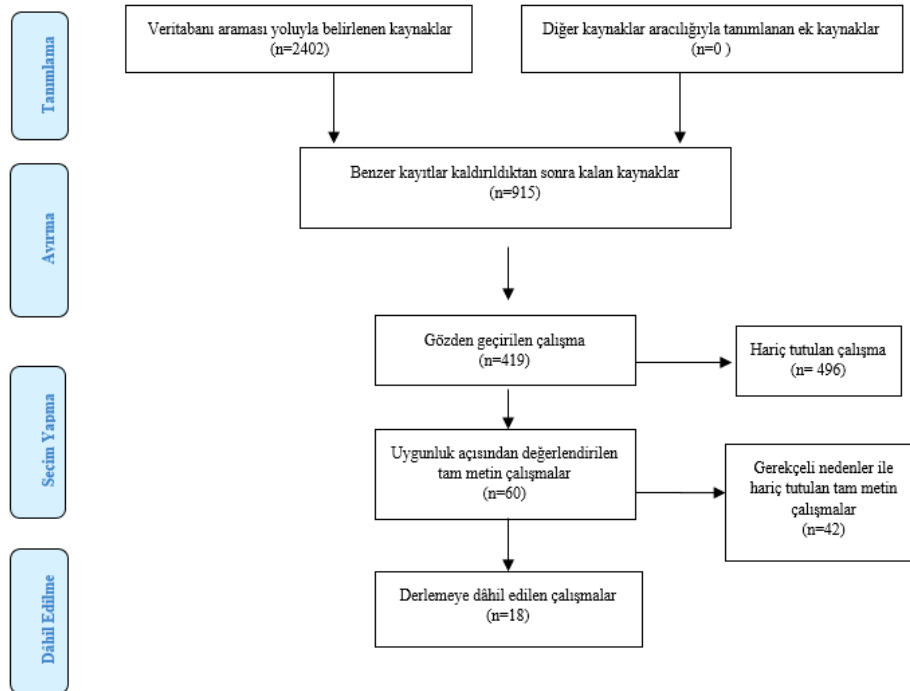 Tanımlama
Veritabanı araması yoluyla belirlenen kaynaklar
(n=2402)
Diğer kaynaklar aracılığıyla tanımlanan ek kaynaklar
(n=0 )
Benzer kayıtlar kaldırıldıktan sonra kalan kaynaklar
(n=915)
Ayırma
Gözden geçirilen çalışma
(n=419)
Hariç tutulan çalışma
(n= 496)
Seçim Yapma
Uygunluk açısından değerlendirilen
tam metin çalışmalar
(n=60)
Gerekçeli nedenler ile
hariç tutulan tam metin
çalışmalar
(n=42)
Dâhil Edilme
Derlemeye dâhil edilen çalışmalar
(n=18)